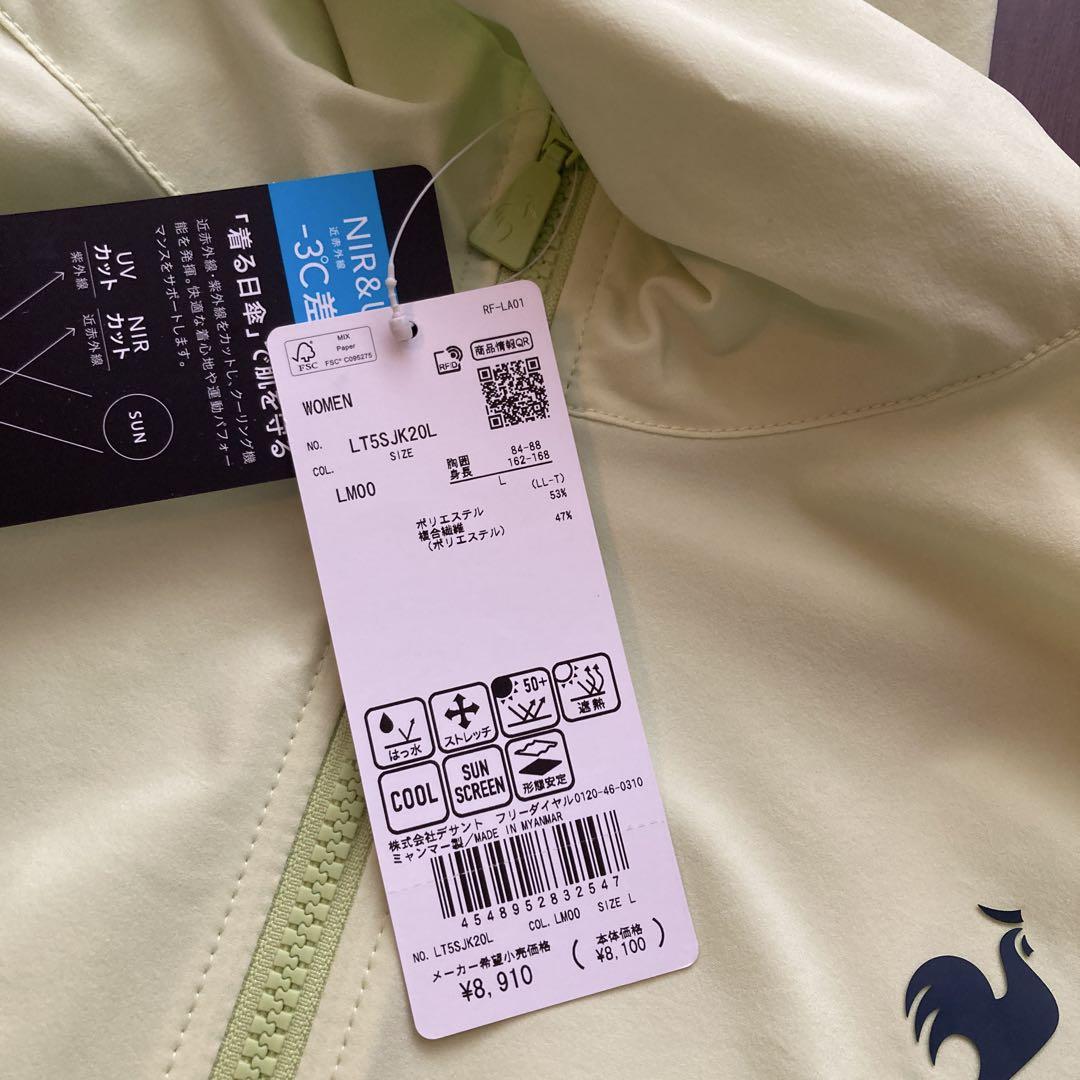 NIR&U
近赤外線
-3℃ 差
「着る日傘」で肌を守る
近赤外線・紫外線をカットし、クーリング機
能を発揮。快適な着心地や運動パフォー
マンスをサポートします。
UV
カット
紫外線
NIR
カット
近赤外線
SUN
RF-LA01
FSC
MIX
Paper
FSC® C095275
RFID
商品情報QR
WOMEN
NO. LT5SJK20L
SIZE
COL.
LM00
胸囲 84-88
身長 162-168
L (LL-T)
ポリエステル 53%
複合繊維 47%
(ポリエステル)
はっ水
ストレッチ
50+
遮熱
COOL
SUN
SCREEN
形態安定
株式会社デサント フリーダイヤル0120-46-0310
ミャンマー製/MADE IN MYANMAR
4548952832547
NO. LT5SJK20L COL. LM00 SIZE L
メーカー希望小売価格 (本体価格
¥8,910 ¥8,100)